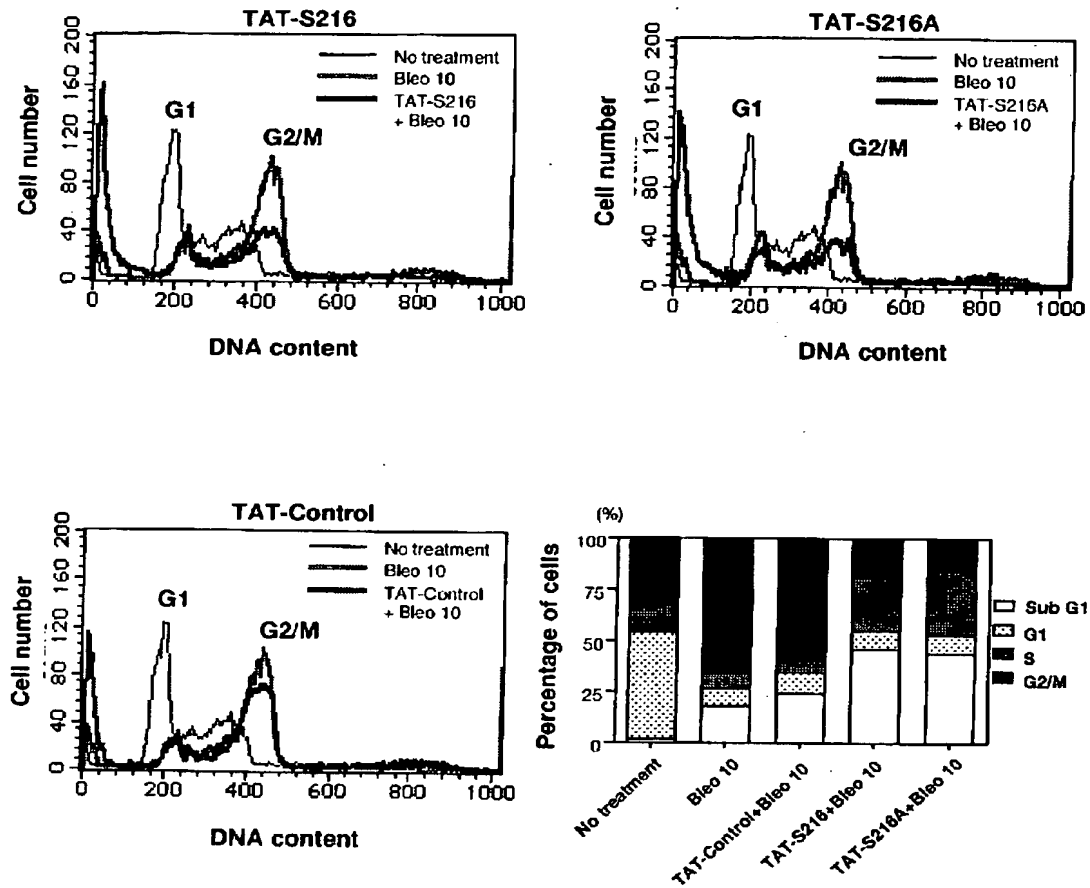 TAT-S216
200
160
120
80
40
0
Cell number
No treatment
Bleo 10
TAT-S216
+ Bleo 10
G1
G2/M
0 200 400 600 800 1000
DNA content
TAT-S216A
200
160
120
80
40
0
Cell number
No treatment
Bleo 10
TAT-S216A
+ Bleo 10
G1
G2/M
0 200 400 600 800 1000
DNA content
TAT-Control
200
160
120
80
40
0
Cell number
No treatment
Bleo 10
TAT-Control
+ Bleo 10
G1
G2/M
0 200 400 600 800 1000
DNA content
(%)
100
75
50
25
0
Percentage of cells
Sub G1
G1
S
G2/M
No treatment
Bleo 10
TAT-Control+Bleo 10
TAT-S216+Bleo 10
TAT-S216A+Bleo 10